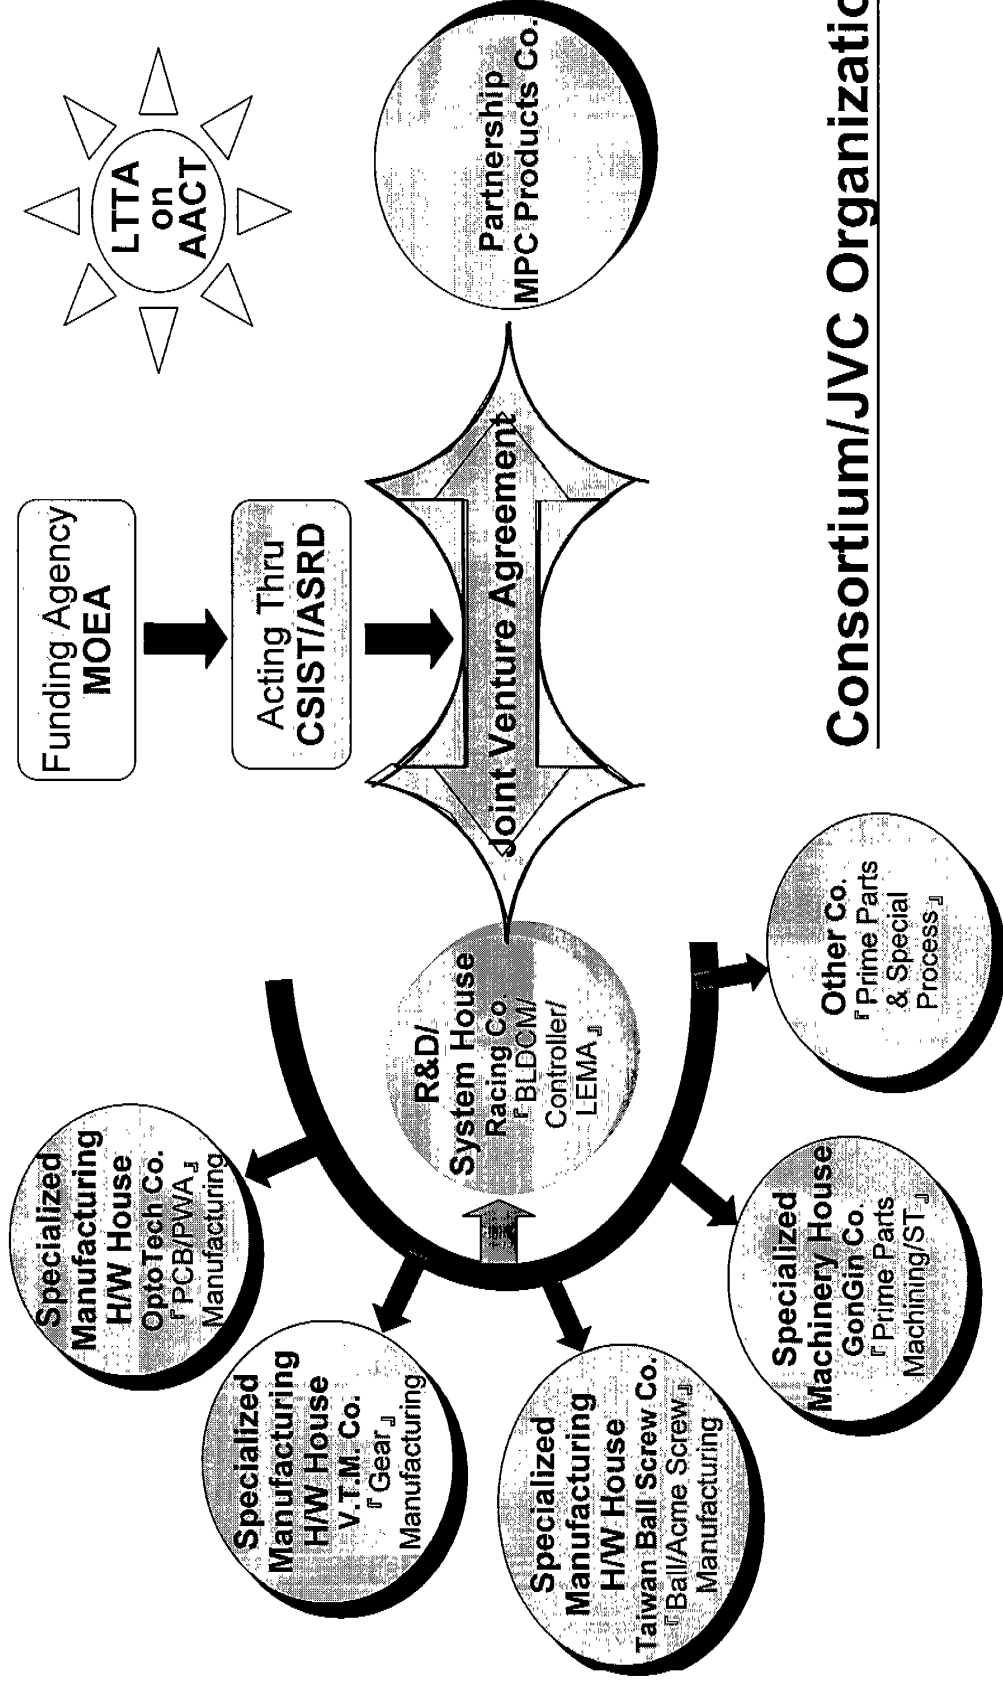 LTTA
on
AACT
Funding Agency
MOEA
Acting Thru
CSIST/ASRD
Joint Venture Agreement
Partnership
MPC Products Co.
R&D/
System House
Racing Co.
『BLDCM/
Controller/
LEMA』
Specialized
Manufacturing
H/W House
OptoTech Co.
『PCB/PWA』
Manufacturing
Specialized
Manufacturing
H/W House
V.T.M. Co.
『Gear』
Manufacturing
Specialized
Manufacturing
H/W House
Taiwan Ball Screw Co.
『Ball/Acme Screw』
Manufacturing
Specialized
Machinery House
GonGin Co.
『Prime Parts
Machining/ST』
Other Co.
『Prime Parts
& Special
Process』
Consortium/JVC Organizatio